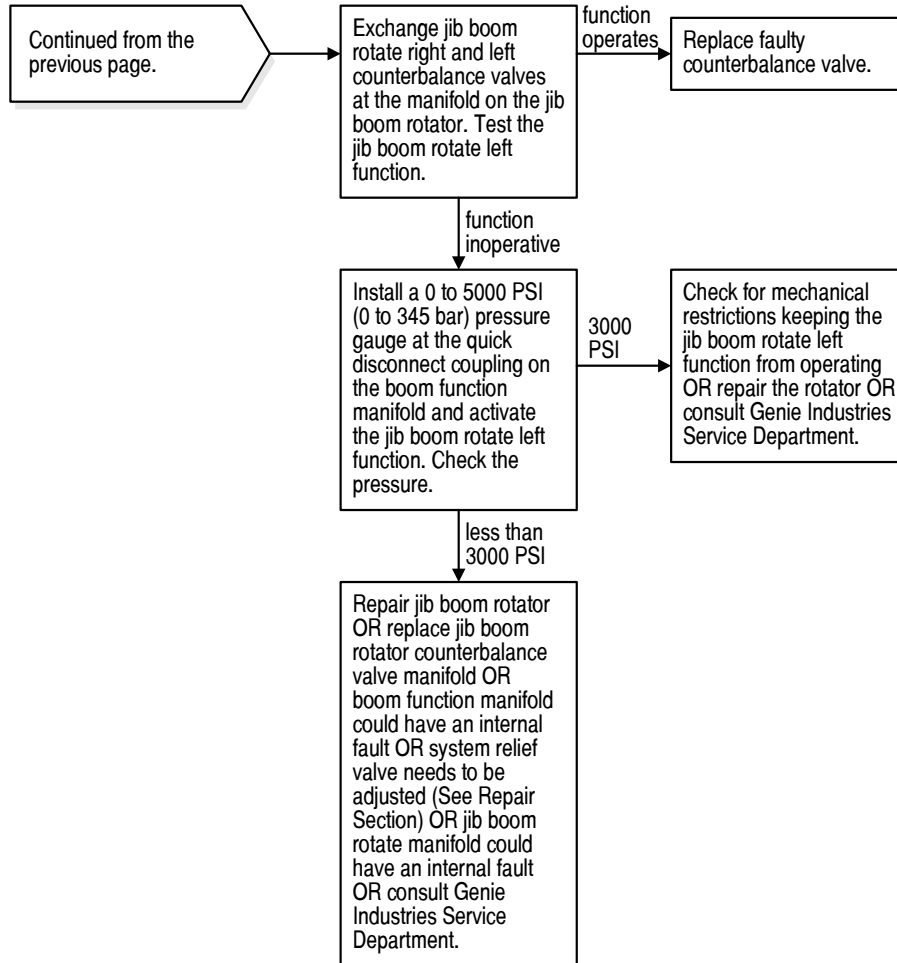 Continued from the
previous page.
Exchange jib boom
rotate right and left
counterbalance valves
at the manifold on the jib
boom rotator. Test the
jib boom rotate left
function.
function
operates
Replace faulty
counterbalance valve.
function
inoperative
Install a 0 to 5000 PSI
(0 to 345 bar) pressure
gauge at the quick
disconnect coupling on
the boom function
manifold and activate
the jib boom rotate left
function. Check the
pressure.
3000
PSI
Check for mechanical
restrictions keeping the
jib boom rotate left
function from operating
OR repair the rotator OR
consult Genie Industries
Service Department.
less than
3000 PSI
Repair jib boom rotator
OR replace jib boom
rotator counterbalance
valve manifold OR
boom function manifold
could have an internal
fault OR system relief
valve needs to be
adjusted (See Repair
Section) OR jib boom
rotate manifold could
have an internal fault
OR consult Genie
Industries Service
Department.